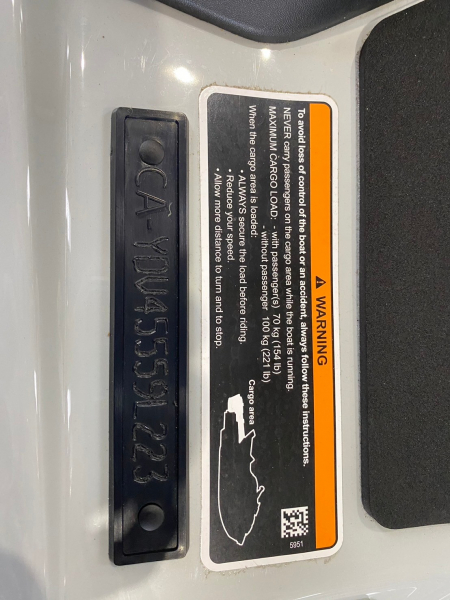 ⚠ WARNING
To avoid loss of control of the boat or an accident, always follow these instructions.
NEVER carry passengers on the cargo area while the boat is running.
MAXIMUM CARGO LOAD: - with passenger(s) 70 kg (154 lb)
- without passenger 100 kg (221 lb)
When the cargo area is loaded:
• ALWAYS secure the load before riding.
• Reduce your speed.
• Allow more distance to turn and to stop.
Cargo area
5951
CA-YDV45559L223